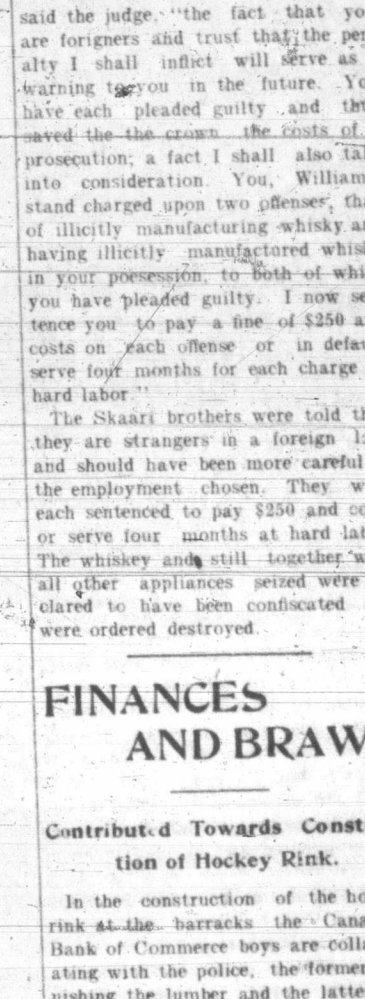 said the judge, "the fact that yo
are forigners and trust that the pen
alty I shall inflict will serve as
warning to you in the future. Yo
have each pleaded guilty and thu
saved the the crown the costs of
prosecution; a fact I shall also tal
into consideration. You, William
stand charged upon two offenses, tha
of illicitly manufacturing whisky a
having illicitly manufactured whis
in your poesession, to both of whi
you have pleaded guilty. I now se
tence you to pay a fine of $250 a
costs on each offense or in defau
serve four months for each charge
hard labor."
The Skaari brothers were told th
they are strangers in a foreign l
and should have been more careful
the employment chosen. They w
each sentenced to pay $250 and co
or serve four months at hard lab
The whiskey and still together w
all other appliances seized were
clared to have been confiscated
were ordered destroyed.
FINANCES
AND BRAW
Contributed Towards Const
tion of Hockey Rink.
In the construction of the ho
rink at the barracks the Cana
Bank of Commerce boys are colla
ating with the police, the former
nishing the lumber and the latte